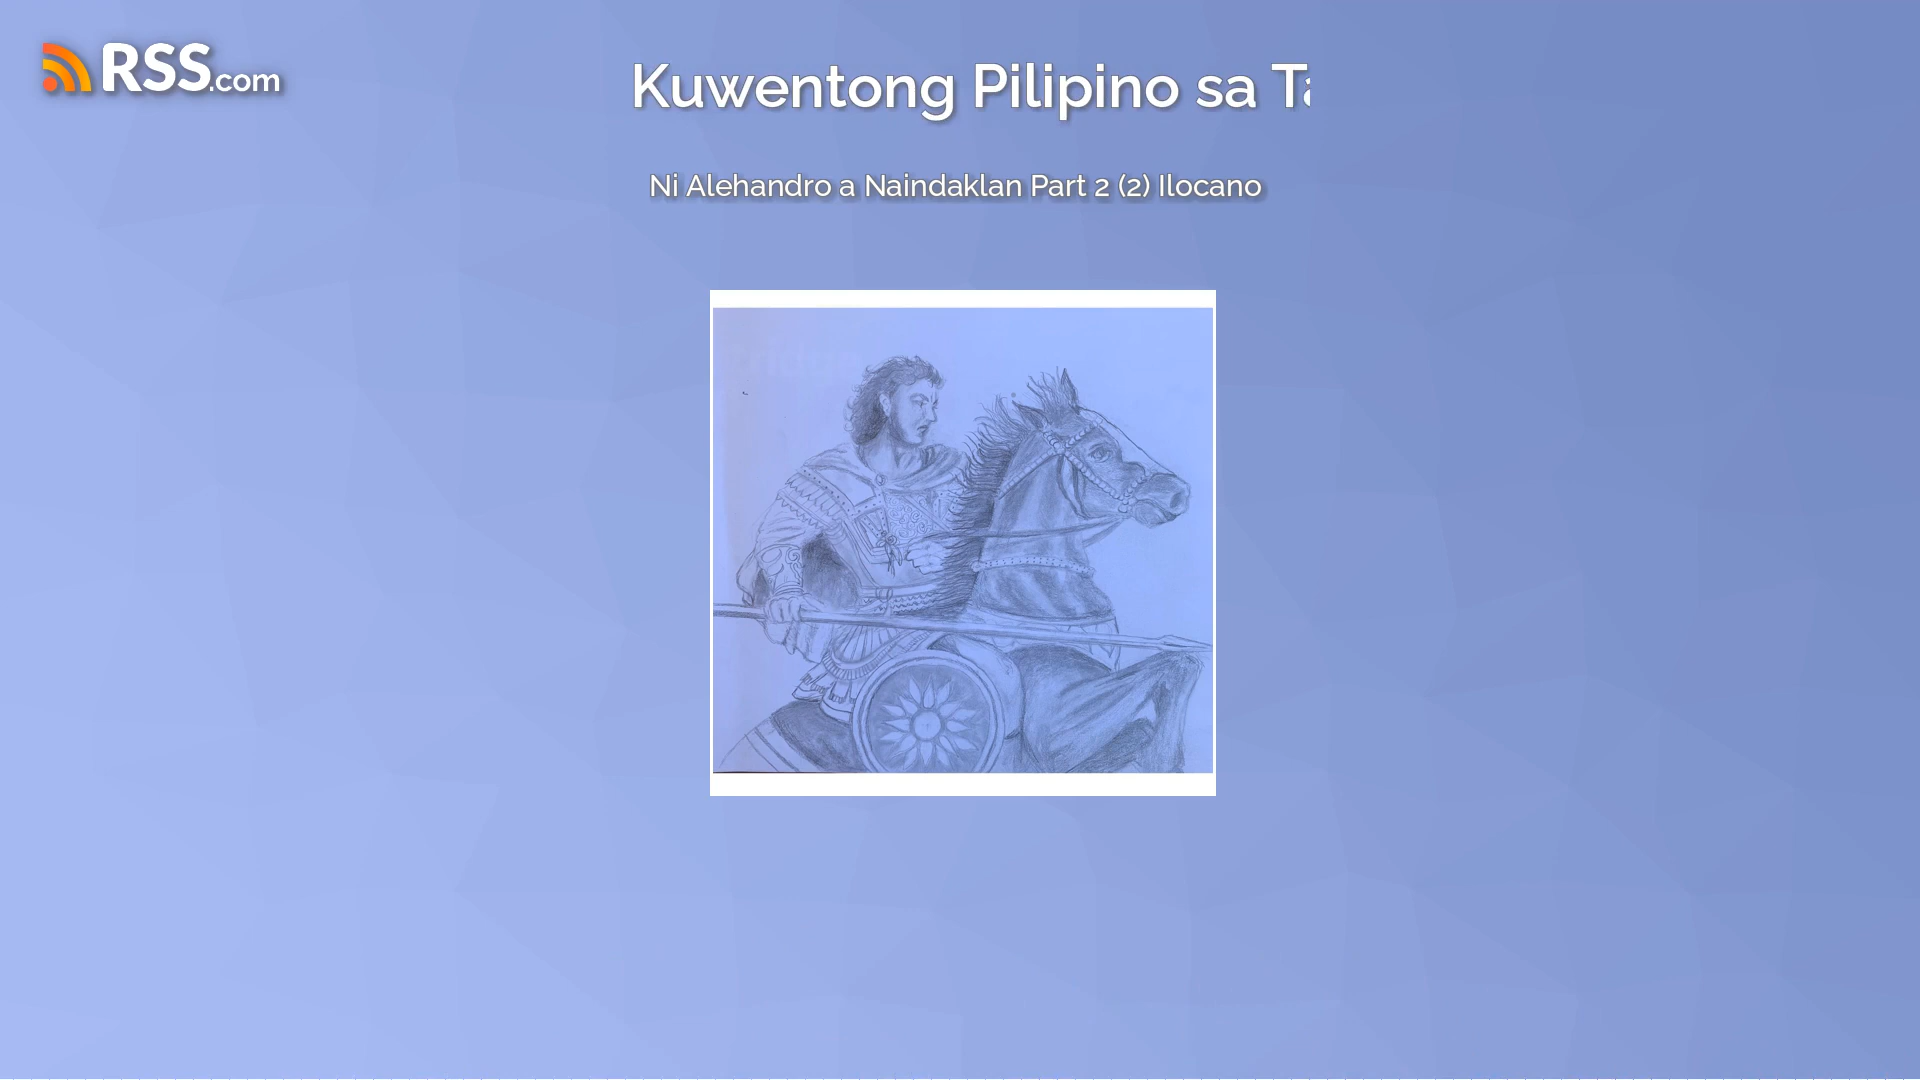 RSS.com
Kuwentong Pilipino sa
Ni Alehandro a Naindaklan Part 2 (2) Ilocano